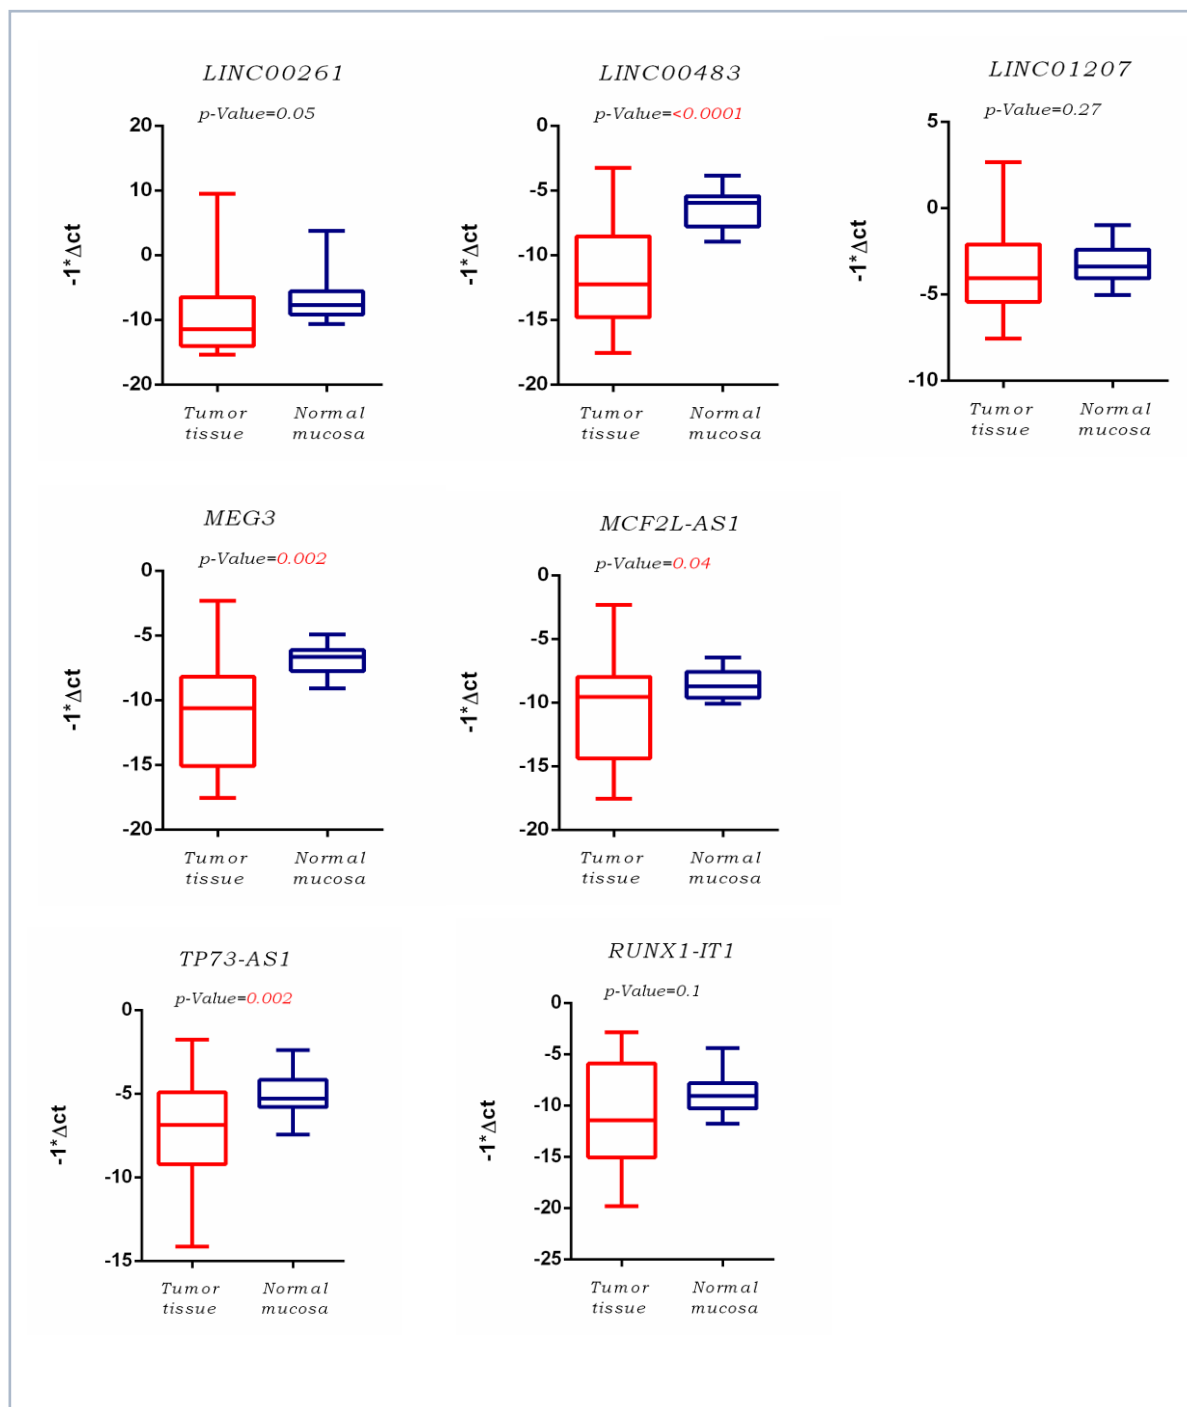 LINC00261
p-Value=0.05
20
10
0
-10
-20
-1*Δct
Tumor tissue
Normal mucosa
LINC00483
p-Value=<0.0001
0
-5
-10
-15
-20
-1*Δct
Tumor tissue
Normal mucosa
LINC01207
p-Value=0.27
5
0
-5
-10
-1*Δct
Tumor tissue
Normal mucosa
MEG3
p-Value=0.002
0
-5
-10
-15
-20
-1*Δct
Tumor tissue
Normal mucosa
MCF2L-AS1
p-Value=0.04
0
-5
-10
-15
-20
-1*Δct
Tumor tissue
Normal mucosa
TP73-AS1
p-Value=0.002
0
-5
-10
-15
-1*Δct
Tumor tissue
Normal mucosa
RUNX1-IT1
p-Value=0.1
0
-5
-10
-15
-20
-25
-1*Δct
Tumor tissue
Normal mucosa